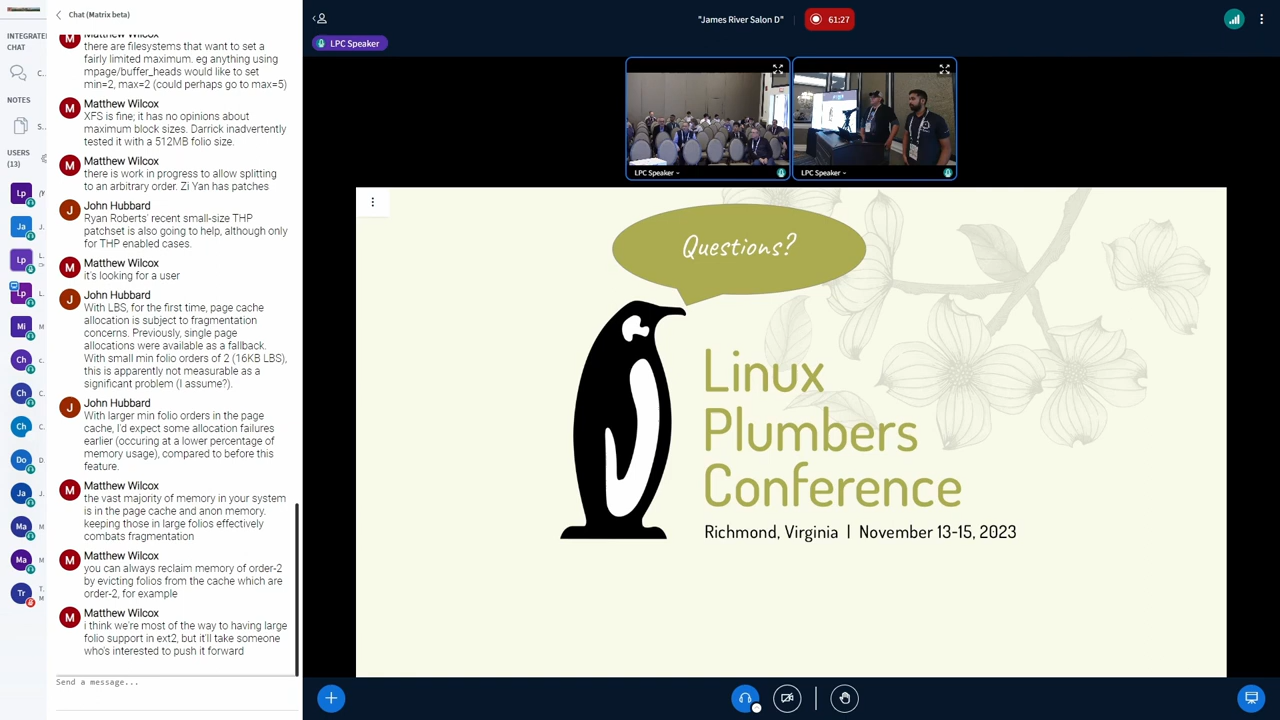 INTEGRATE
CHAT
C.
NOTES
S..
USERS
(13)
Lp
Ja
J.
Lp
L.
Lp
L.
Mi
M
Ch
C.
Ch
C.
Ch
C.
Do
D.
Ja
J.
Ma
M
Ma
M
Tr
T.
M
Chat (Matrix beta)
Matthew Wilcox
M
there are filesystems that want to set a
fairly limited maximum. eg anything using
mpage/buffer_heads would like to set
min=2, max=2 (could perhaps go to max=5)
M
Matthew Wilcox
XFS is fine; it has no opinions about
maximum block sizes. Darrick inadvertently
tested it with a 512MB folio size.
M
Matthew Wilcox
there is work in progress to allow splitting
to an arbitrary order. Zi Yan has patches
J
John Hubbard
Ryan Roberts' recent small-size THP
patchset is also going to help, although only
for THP enabled cases.
M
Matthew Wilcox
it's looking for a user
J
John Hubbard
With LBS, for the first time, page cache
allocation is subject to fragmentation
concerns. Previously, single page
allocations were available as a fallback.
With small min folio orders of 2 (16KB LBS),
this is apparently not measurable as a
significant problem (I assume?).
J
John Hubbard
With larger min folio orders in the page
cache, I'd expect some allocation failures
earlier (occuring at a lower percentage of
memory usage), compared to before this
feature.
M
Matthew Wilcox
the vast majority of memory in your system
is in the page cache and anon memory.
keeping those in large folios effectively
combats fragmentation
M
Matthew Wilcox
you can always reclaim memory of order-2
by evicting folios from the cache which are
order-2, for example
M
Matthew Wilcox
i think we're most of the way to having large
folio support in ext2, but it'll take someone
who's interested to push it forward
Send a message...
"James River Salon D"
61:27
LPC Speaker
LPC Speaker
LPC Speaker
Questions?
Linux
Plumbers
Conference
Richmond, Virginia | November 13-15, 2023